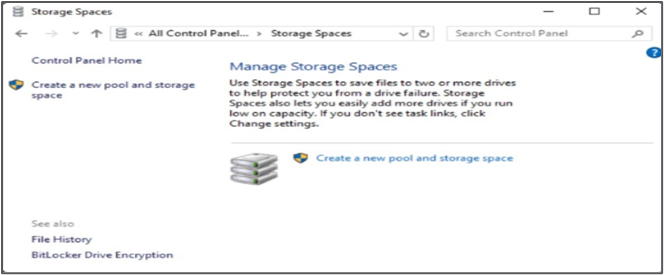 Storage Spaces
« All Control Panel... > Storage Spaces
Search Control Panel
Control Panel Home
Create a new pool and storage
space
Manage Storage Spaces
Use Storage Spaces to save files to two or more drives
to help protect you from a drive failure. Storage
Spaces also lets you easily add more drives if you run
low on capacity. If you don't see task links, click
Change settings.
Create a new pool and storage space
See also
File History
BitLocker Drive Encryption